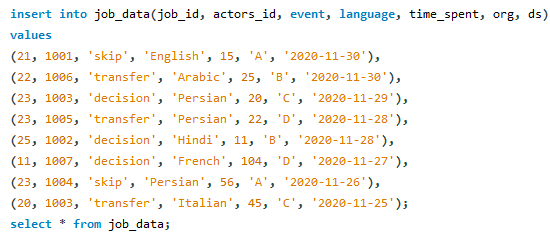 insert into job_data(job_id, actors_id, event, language, time_spent, org, ds)
values
(21, 1001, 'skip', 'English', 15, 'A', '2020-11-30'),
(22, 1006, 'transfer', 'Arabic', 25, 'B', '2020-11-30'),
(23, 1003, 'decision', 'Persian', 20, 'C', '2020-11-29'),
(23, 1005, 'transfer', 'Persian', 22, 'D', '2020-11-28'),
(25, 1002, 'decision', 'Hindi', 11, 'B', '2020-11-28'),
(11, 1007, 'decision', 'French', 104, 'D', '2020-11-27'),
(23, 1004, 'skip', 'Persian', 56, 'A', '2020-11-26'),
(20, 1003, 'transfer', 'Italian', 45, 'C', '2020-11-25');
select * from job_data;